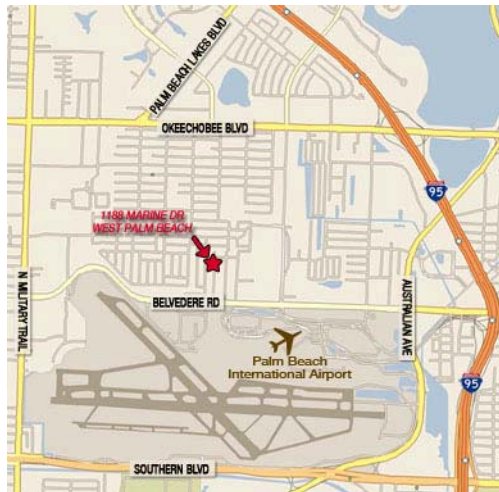 PALM BEACH LAKES BLVD
OKEECHOBEE BLVD
95
1188 MARINE DR
WEST PALM BEACH
N MILITARY TRAIL
BELVEDERE RD
AUSTRALIAN AVE
Palm Beach
International Airport
95
SOUTHERN BLVD